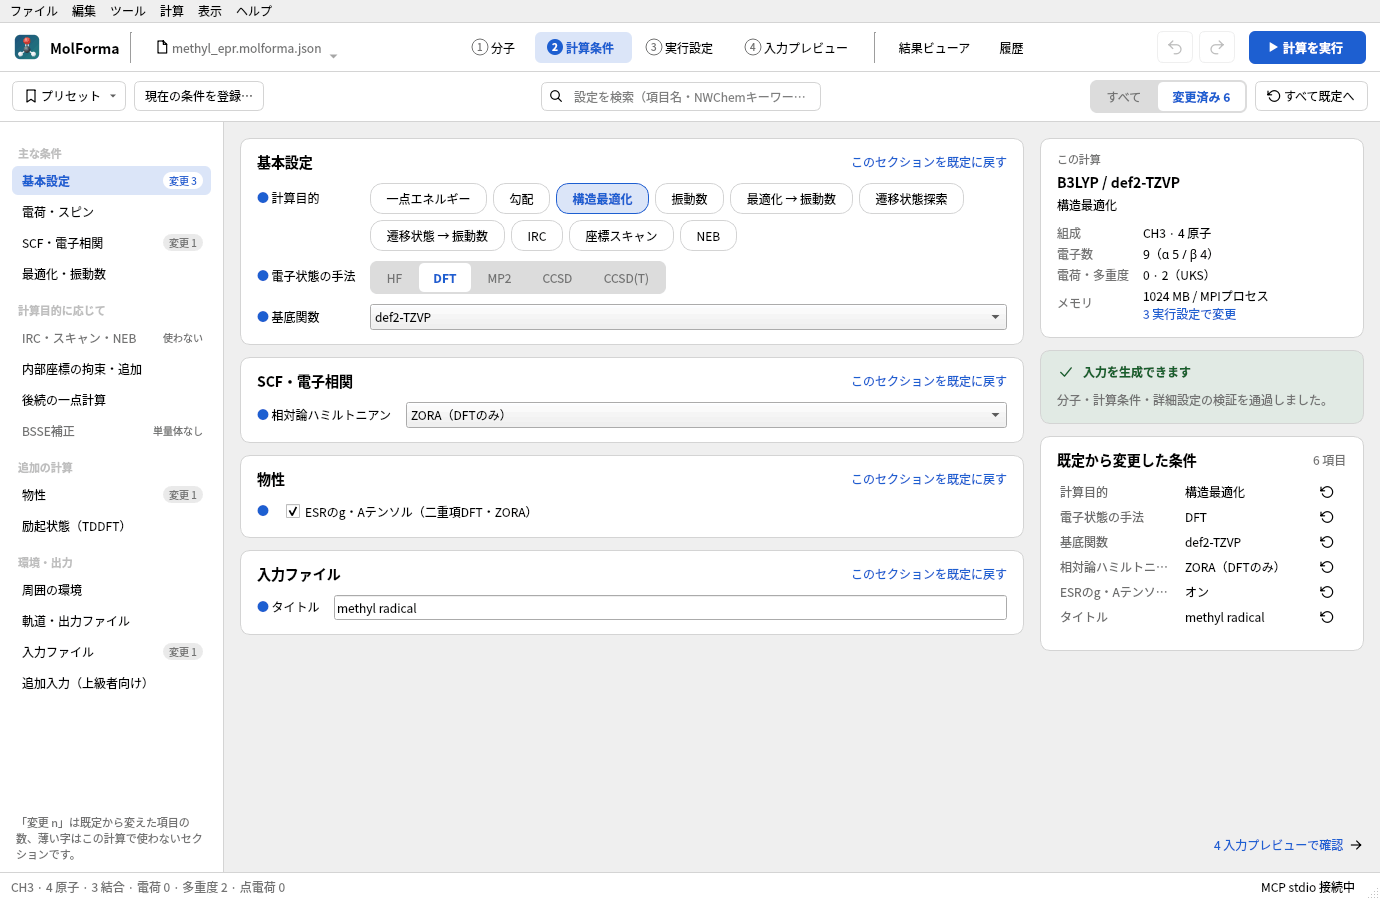 ファイル 編集 ツール 計算 表示 ヘルプ
MolForma methyl_epr.molforma.json 1 分子 2 計算条件 3 実行設定 4 入力プレビュー 結果ビューア 履歴 計算を実行
プリセット 現在の条件を登録… 設定を検索（項目名・NWChemキーワー… すべて 変更済み 6 すべて既定へ
主な条件
基本設定 変更 3
電荷・スピン
SCF・電子相関 変更 1
最適化・振動数
計算目的に応じて
IRC・スキャン・NEB 使わない
内部座標の拘束・追加
後続の一点計算
BSSE補正 単量体なし
追加の計算
物性 変更 1
励起状態（TDDFT）
環境・出力
周囲の環境
軌道・出力ファイル
入力ファイル 変更 1
追加入力（上級者向け）
「変更 n」は既定から変えた項目の
数、薄い字はこの計算で使わないセク
ションです。
基本設定 このセクションを既定に戻す
計算目的 一点エネルギー 勾配 構造最適化 振動数 最適化 → 振動数 遷移状態探索
遷移状態 → 振動数 IRC 座標スキャン NEB
電子状態の手法 HF DFT MP2 CCSD CCSD(T)
基底関数 def2-TZVP
SCF・電子相関 このセクションを既定に戻す
相対論ハミルトニアン ZORA（DFTのみ）
物性 このセクションを既定に戻す
ESRのg・Aテンソル（二重項DFT・ZORA）
入力ファイル このセクションを既定に戻す
タイトル methyl radical
この計算
B3LYP / def2-TZVP
構造最適化
組成 CH3 · 4 原子
電子数 9（α 5 / β 4）
電荷・多重度 0 · 2（UKS）
メモリ 1024 MB / MPIプロセス
3 実行設定で変更
入力を生成できます
分子・計算条件・詳細設定の検証を通過しました。
既定から変更した条件 6 項目
計算目的 構造最適化
電子状態の手法 DFT
基底関数 def2-TZVP
相対論ハミルトニ… ZORA（DFTのみ）
ESRのg・Aテンソ… オン
タイトル methyl radical
4 入力プレビューで確認 →
CH3 · 4 原子 · 3 結合 · 電荷 0 · 多重度 2 · 点電荷 0 MCP stdio 接続中